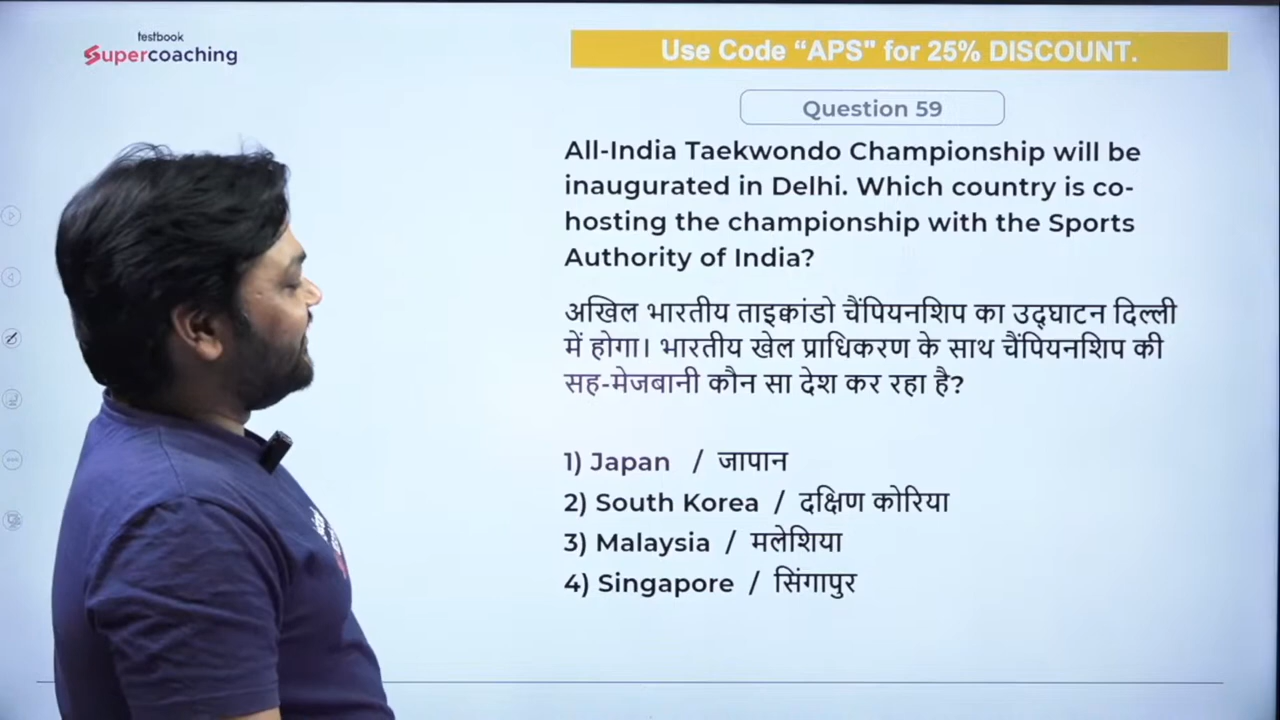 testbook
Supercoaching
Use Code “APS" for 25% DISCOUNT.
Question 59
All-India Taekwondo Championship will be
inaugurated in Delhi. Which country is co-
hosting the championship with the Sports
Authority of India?
अखिल भारतीय ताइक्वांडो चैंपियनशिप का उद्घाटन दिल्ली
में होगा। भारतीय खेल प्राधिकरण के साथ चैंपियनशिप की
सह-मेजबानी कौन सा देश कर रहा है?
1) Japan / जापान
2) South Korea / दक्षिण कोरिया
3) Malaysia / मलेशिया
4) Singapore / सिंगापुर